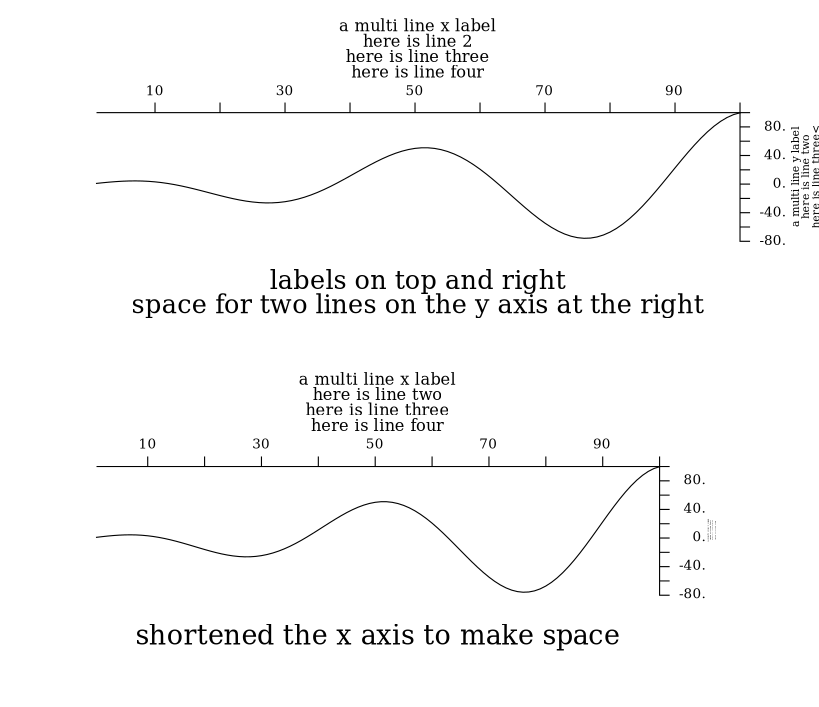 a multi line x label
here is line 2
here is line three
here is line four
10 30 50 70 90
80.
40.
0.
-40.
-80.
a multi line y label
here is line two
here is line three<
labels on top and right
space for two lines on the y axis at the right
a multi line x label
here is line two
here is line three
here is line four
10 30 50 70 90
80.
40.
0.
-40.
-80.
shortened the x axis to make space